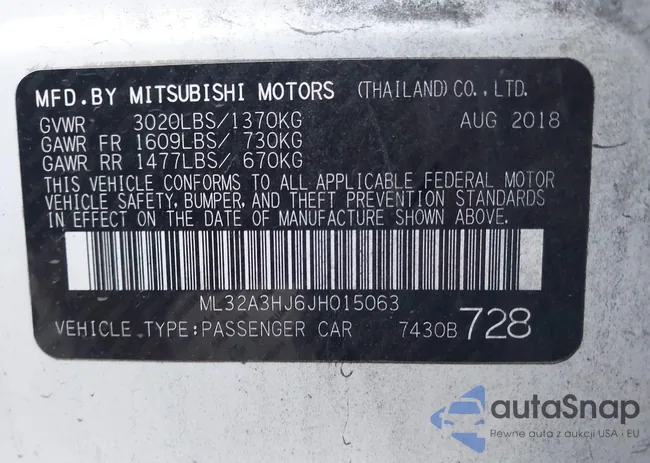 MFD.BY MITSUBISHI MOTORS (THAILAND) CO.,LTD.
GVWR 3020LBS/1370KG AUG 2018
GAWR FR 1609LBS/ 730KG
GAWR RR 1477LBS/ 670KG
THIS VEHICLE CONFORMS TO ALL APPLICABLE FEDERAL MOTOR
VEHICLE SAFETY, BUMPER, AND THEFT PREVENTION STANDARDS
IN EFFECT ON THE DATE OF MANUFACTURE SHOWN ABOVE.
ML32A3HJ6JH015063
VEHICLE TYPE:PASSENGER CAR 7430B 728
autoSnap
Pewne auta z aukcji USA i EU